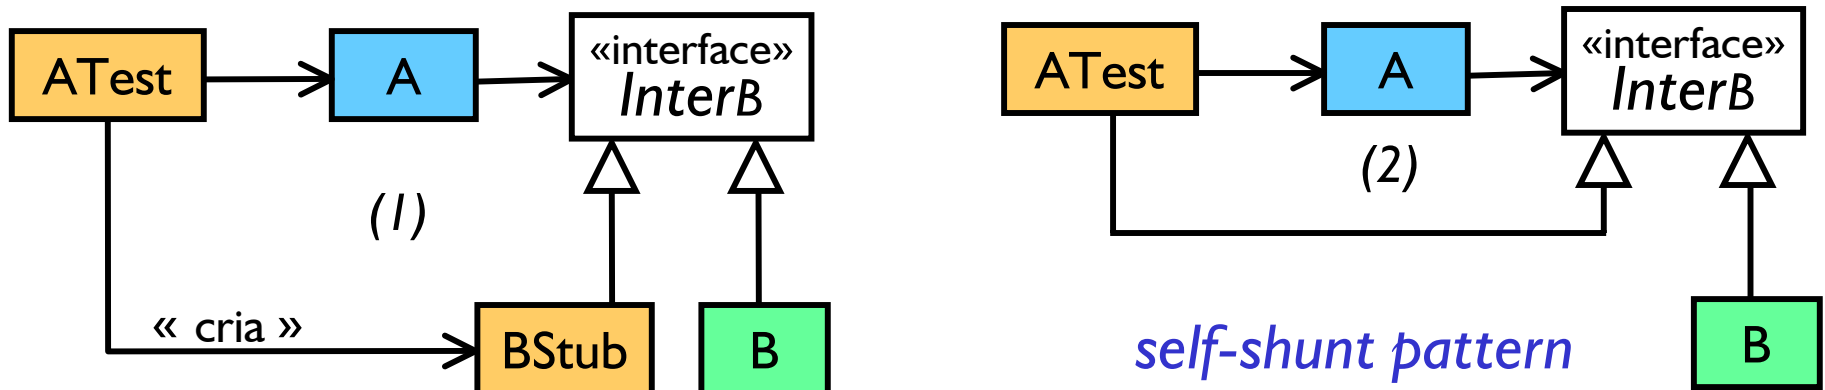 ATest
A
«interface»
InterB
(1)
« cria »
BStub
B
ATest
A
«interface»
InterB
(2)
self-shunt pattern
B